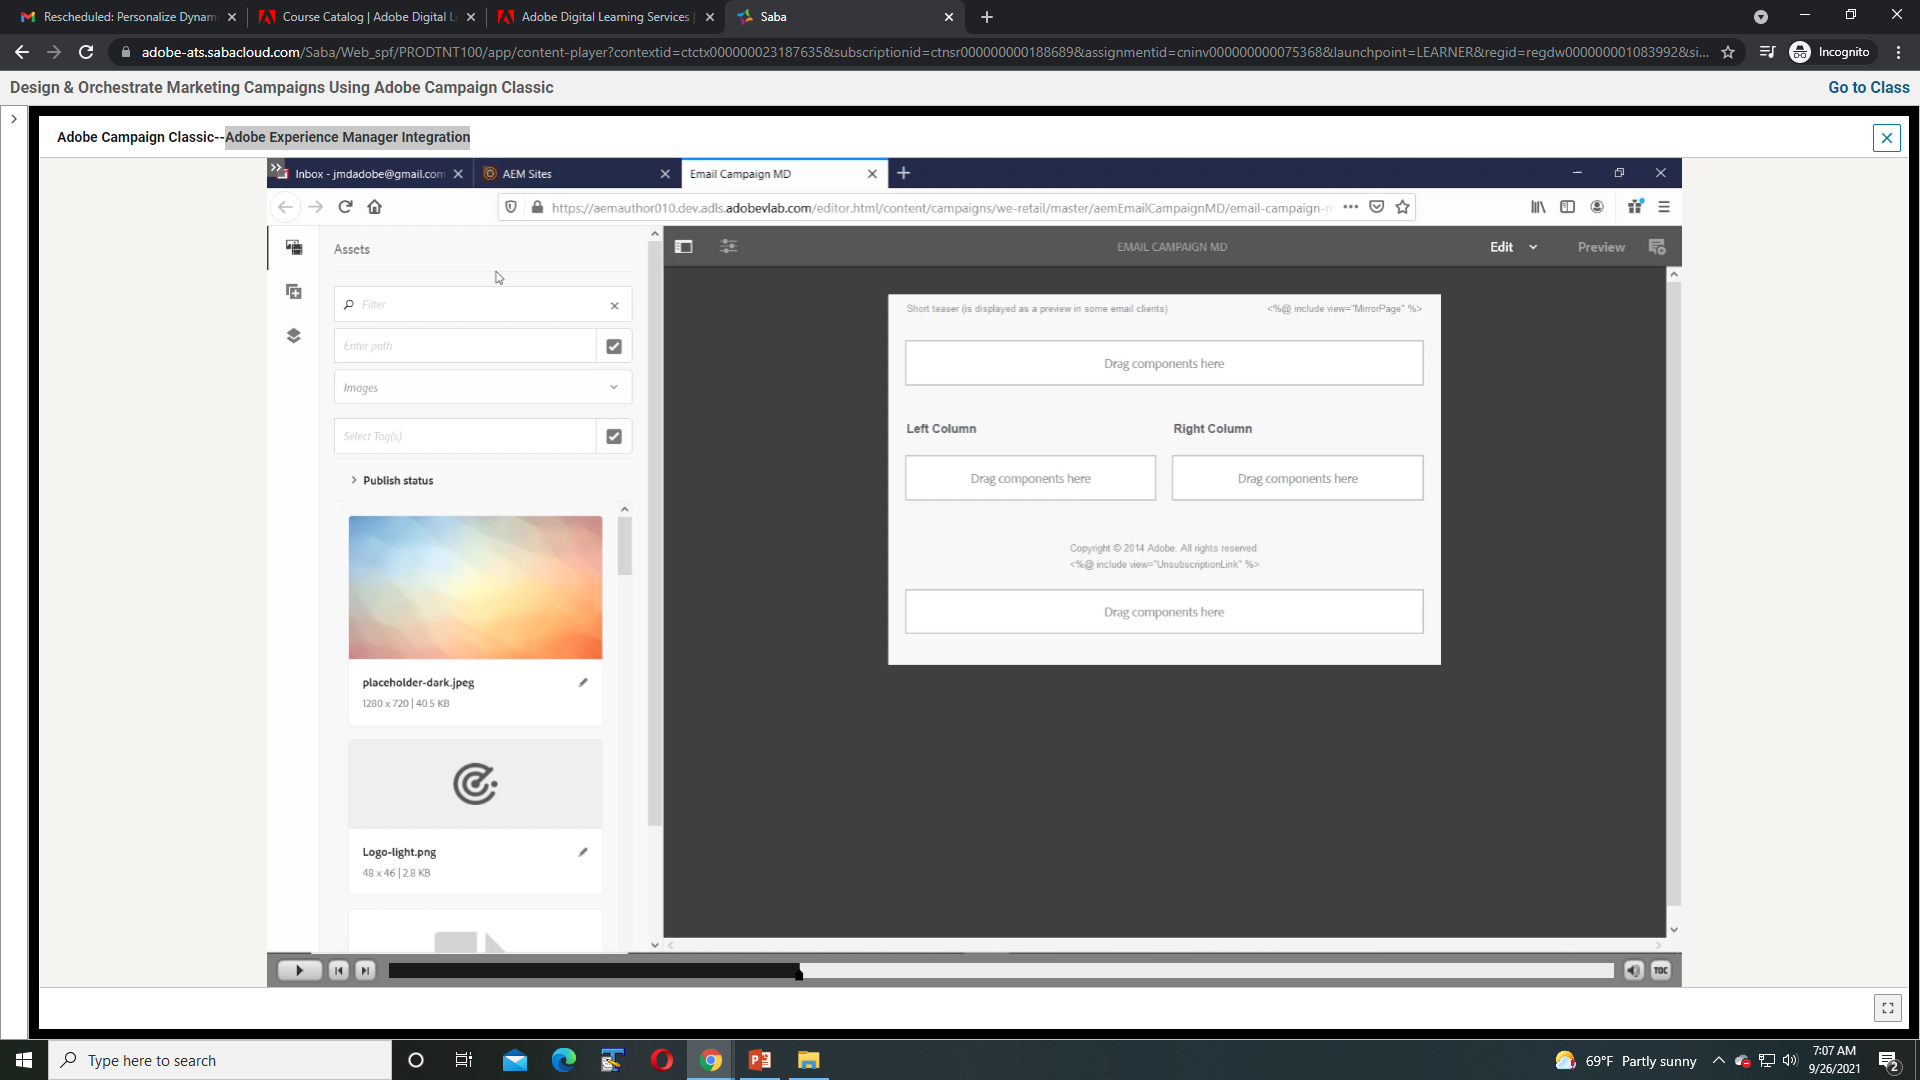 Rescheduled: Personalize Dynam
Course Catalog | Adobe Digital L
Adobe Digital Learning Services |
Saba
adobe-ats.sabacloud.com/Saba/Web_spf/PRODTNT100/app/content-player?contextid=ctctx000000023187635&subscriptionid=ctnsr0000000000188689&assignmentid=cninv000000000075368&launchpoint=LEARNER&regid=regdw000000001083992&si...
Incognito
Design & Orchestrate Marketing Campaigns Using Adobe Campaign Classic
Go to Class
Adobe Campaign Classic--Adobe Experience Manager Integration
Inbox - jmdadobe@gmail.com
AEM Sites
Email Campaign MD
https://aemauthor010.dev.adls.adobevlab.com/editor.html/content/campaigns/we-retail/master/aemEmailCampaignMD/email-campaign-m
Assets
EMAIL CAMPAIGN MD
Edit
Preview
Filter
Enter path
Images
Select Tag(s)
Publish status
placeholder-dark.jpeg
1280 x 720 | 40.5 KB
Logo-light.png
48 x 46 | 2.8 KB
Short teaser (is displayed as a preview in some email clients)
<%@ include view="MirrorPage" %>
Drag components here
Left Column
Right Column
Drag components here
Drag components here
Copyright © 2014 Adobe. All rights reserved.
<%@ include view="UnsubscriptionLink" %>
Drag components here
TOC
Type here to search
69°F Partly sunny
7:07 AM
9/26/2021
2